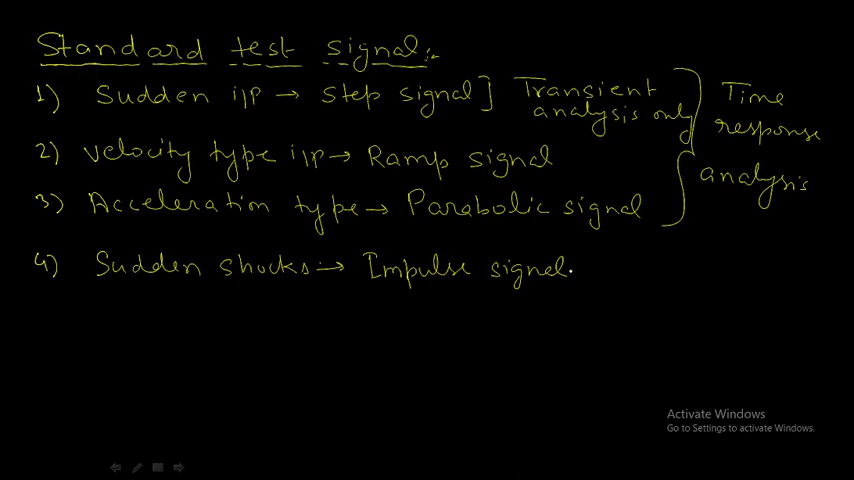 Standard test signal:-
1) Sudden i/p → Step signal] Transient analysis only
2) Velocity type i/p → Ramp signal
3) Acceleration type → Parabolic signal
Time response analysis
4) Sudden shocks → Impulse signal.
Activate Windows
Go to Settings to activate Windows.